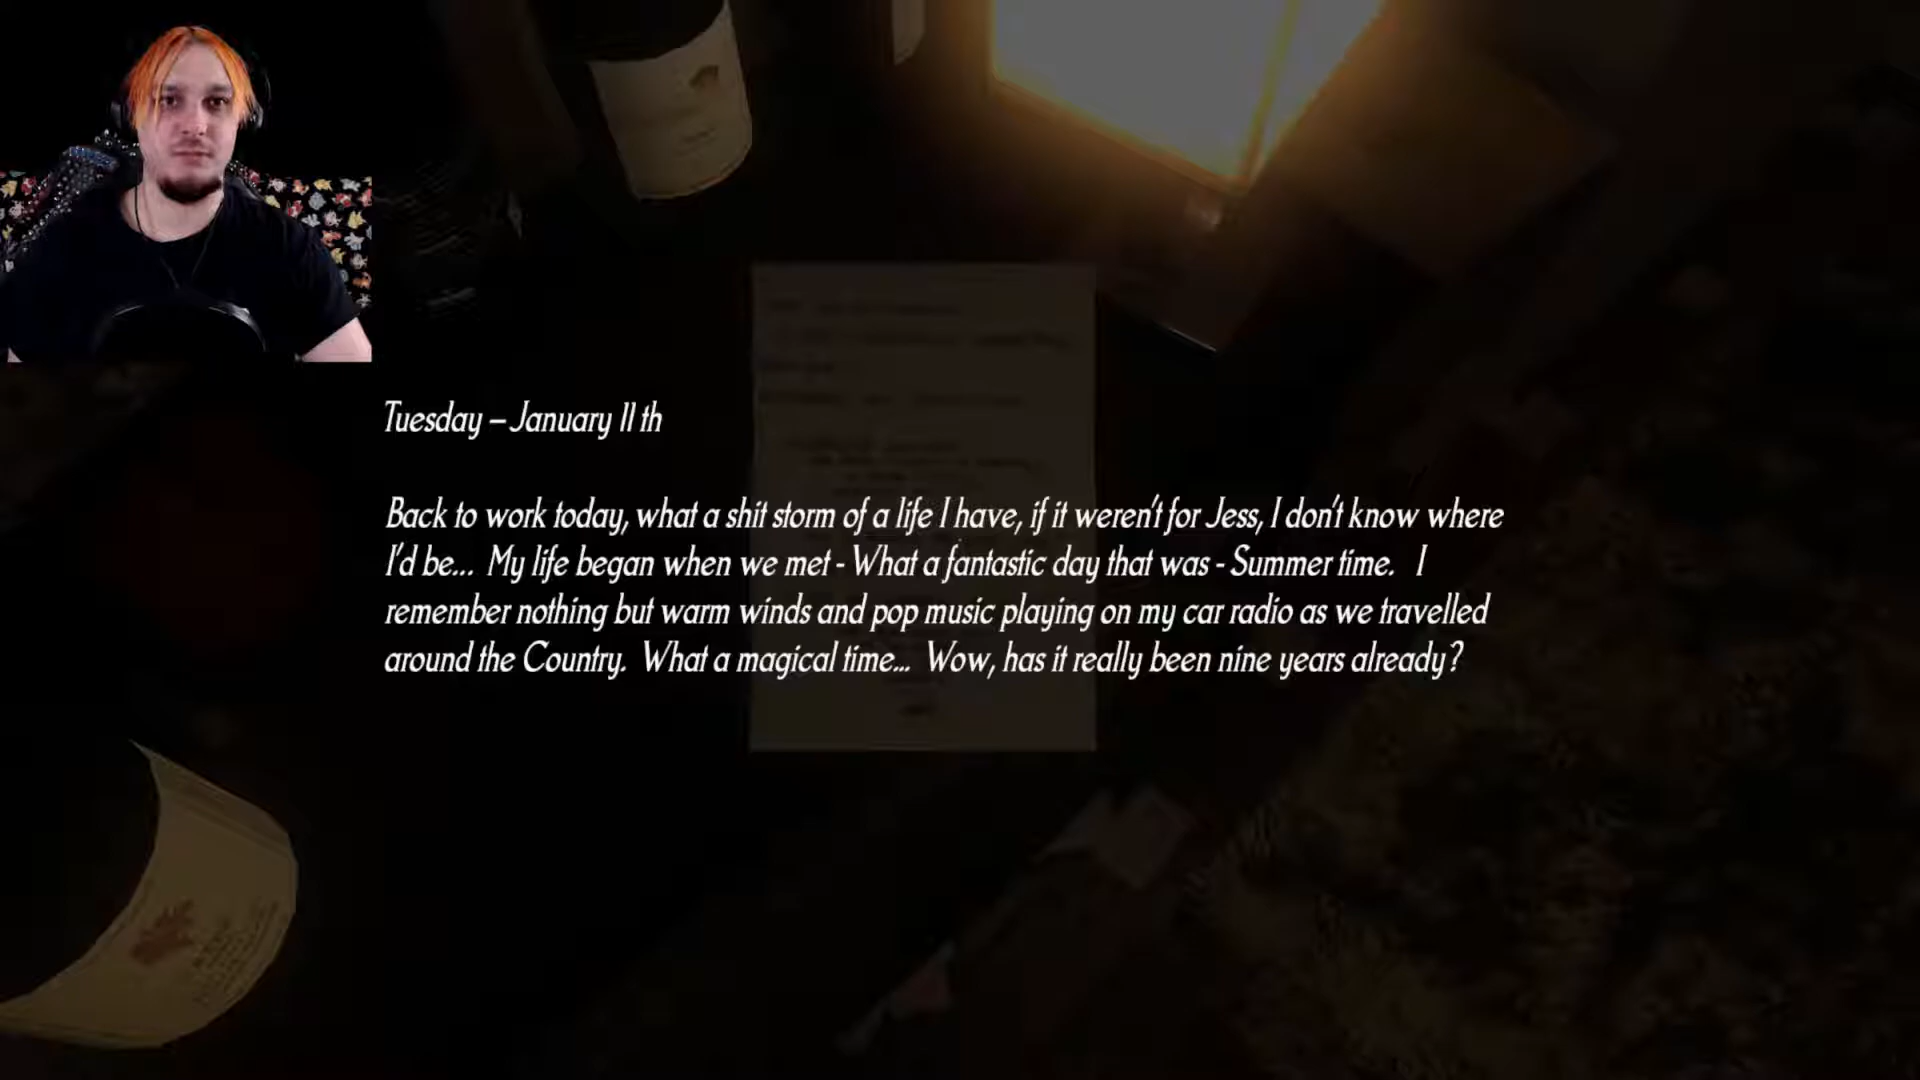 Tuesday – January 11 th
Back to work today, what a shit storm of a life I have, if it weren't for Jess, I don't know where
I'd be... My life began when we met - What a fantastic day that was - Summer time. I
remember nothing but warm winds and pop music playing on my car radio as we travelled
around the Country. What a magical time... Wow, has it really been nine years already?